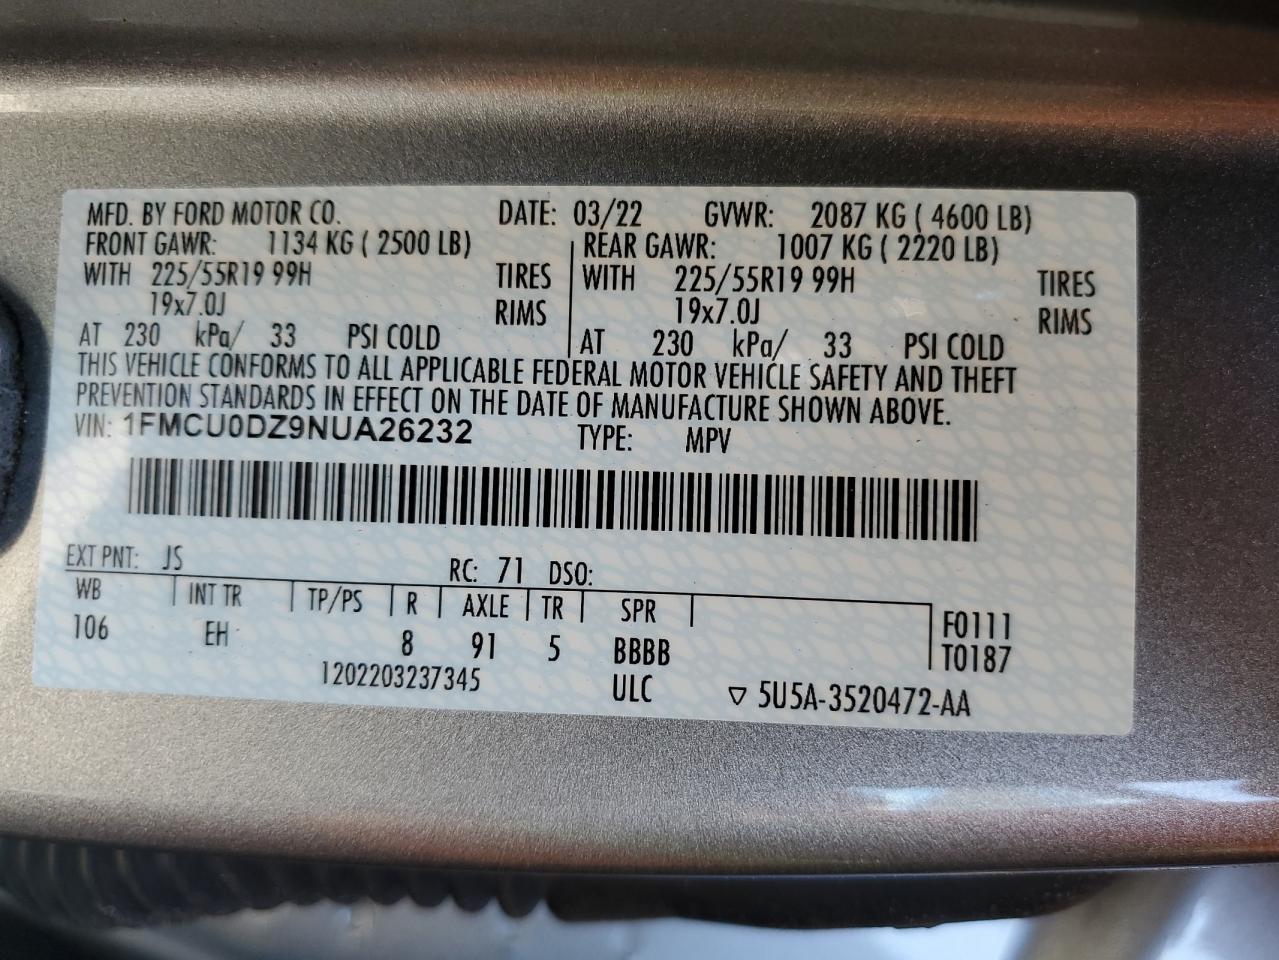 MFD. BY FORD MOTOR CO. DATE: 03/22 GVWR: 2087 KG ( 4600 LB)
FRONT GAWR: 1134 KG ( 2500 LB) REAR GAWR: 1007 KG ( 2220 LB)
WITH 225/55R19 99H TIRES WITH 225/55R19 99H TIRES
19x7.0J RIMS 19x7.0J RIMS
AT 230 kPa/ 33 PSI COLD AT 230 kPa/ 33 PSI COLD
THIS VEHICLE CONFORMS TO ALL APPLICABLE FEDERAL MOTOR VEHICLE SAFETY AND THEFT
PREVENTION STANDARDS IN EFFECT ON THE DATE OF MANUFACTURE SHOWN ABOVE.
VIN: 1FMCU0DZ9NUA26232 TYPE: MPV
EXT PNT: JS RC: 71 DSO:
WB INT TR TP/PS R AXLE TR SPR F0111
106 EH 8 91 5 BBBB T0187
1202203237345 ULC ▽ 5U5A-3520472-AA